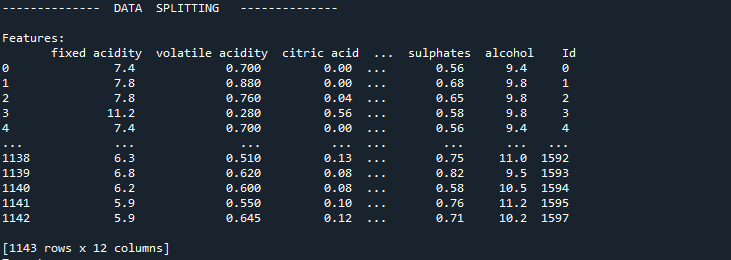 --------------  DATA  SPLITTING   --------------
Features:
      fixed acidity  volatile acidity  citric acid  ...  sulphates  alcohol    Id
0               7.4             0.700         0.00  ...       0.56      9.4     0
1               7.8             0.880         0.00  ...       0.68      9.8     1
2               7.8             0.760         0.04  ...       0.65      9.8     2
3              11.2             0.280         0.56  ...       0.58      9.8     3
4               7.4             0.700         0.00  ...       0.56      9.4     4
...             ...               ...          ...  ...        ...      ...   ...
1138            6.3             0.510         0.13  ...       0.75     11.0  1592
1139            6.8             0.620         0.08  ...       0.82      9.5  1593
1140            6.2             0.600         0.08  ...       0.58     10.5  1594
1141            5.9             0.550         0.10  ...       0.76     11.2  1595
1142            5.9             0.645         0.12  ...       0.71     10.2  1597
[1143 rows x 12 columns]